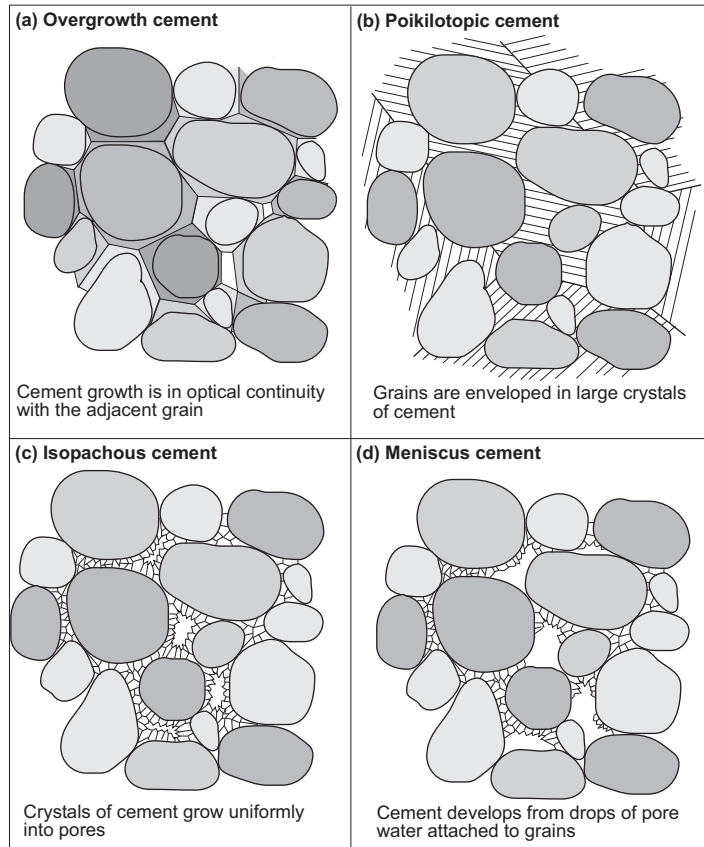 (a) Overgrowth cement
Cement growth is in optical continuity
with the adjacent grain
(b) Poikilotopic cement
Grains are enveloped in large crystals
of cement
(c) Isopachous cement
Crystals of cement grow uniformly
into pores
(d) Meniscus cement
Cement develops from drops of pore
water attached to grains